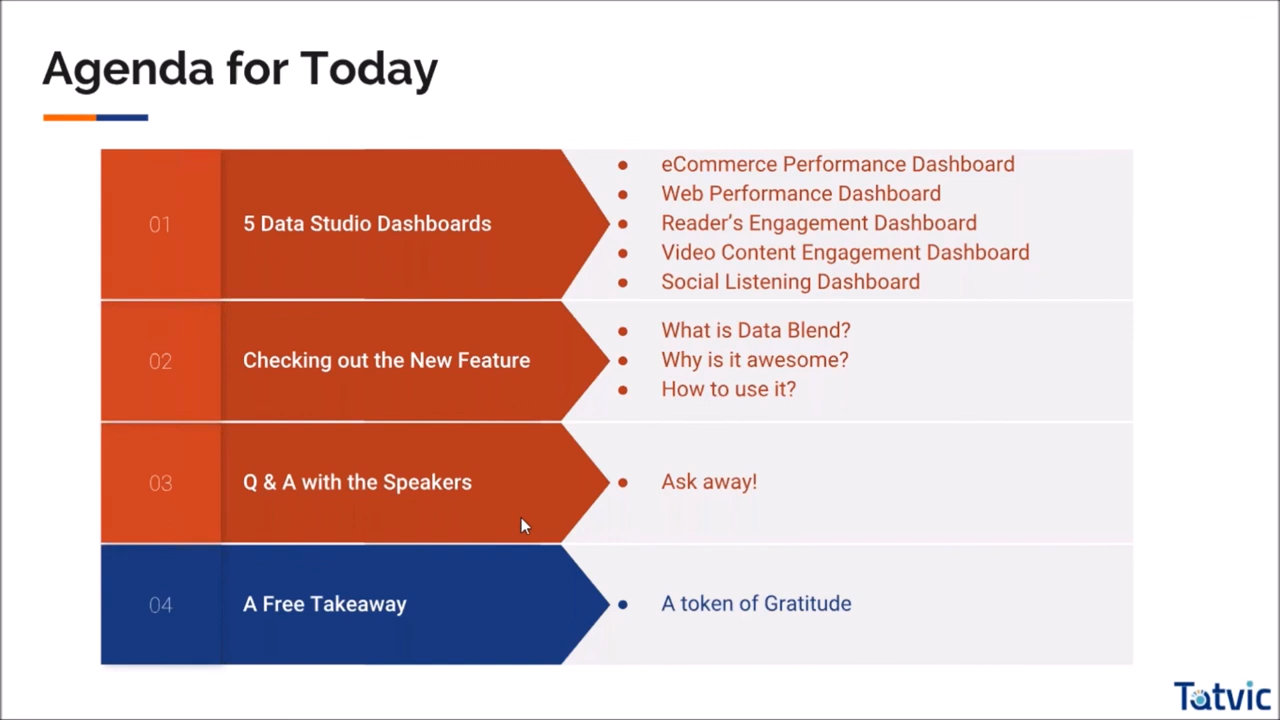 Agenda for Today
01
5 Data Studio Dashboards
• eCommerce Performance Dashboard
• Web Performance Dashboard
• Reader’s Engagement Dashboard
• Video Content Engagement Dashboard
• Social Listening Dashboard
02
Checking out the New Feature
• What is Data Blend?
• Why is it awesome?
• How to use it?
03
Q & A with the Speakers
• Ask away!
04
A Free Takeaway
• A token of Gratitude
Tatvic